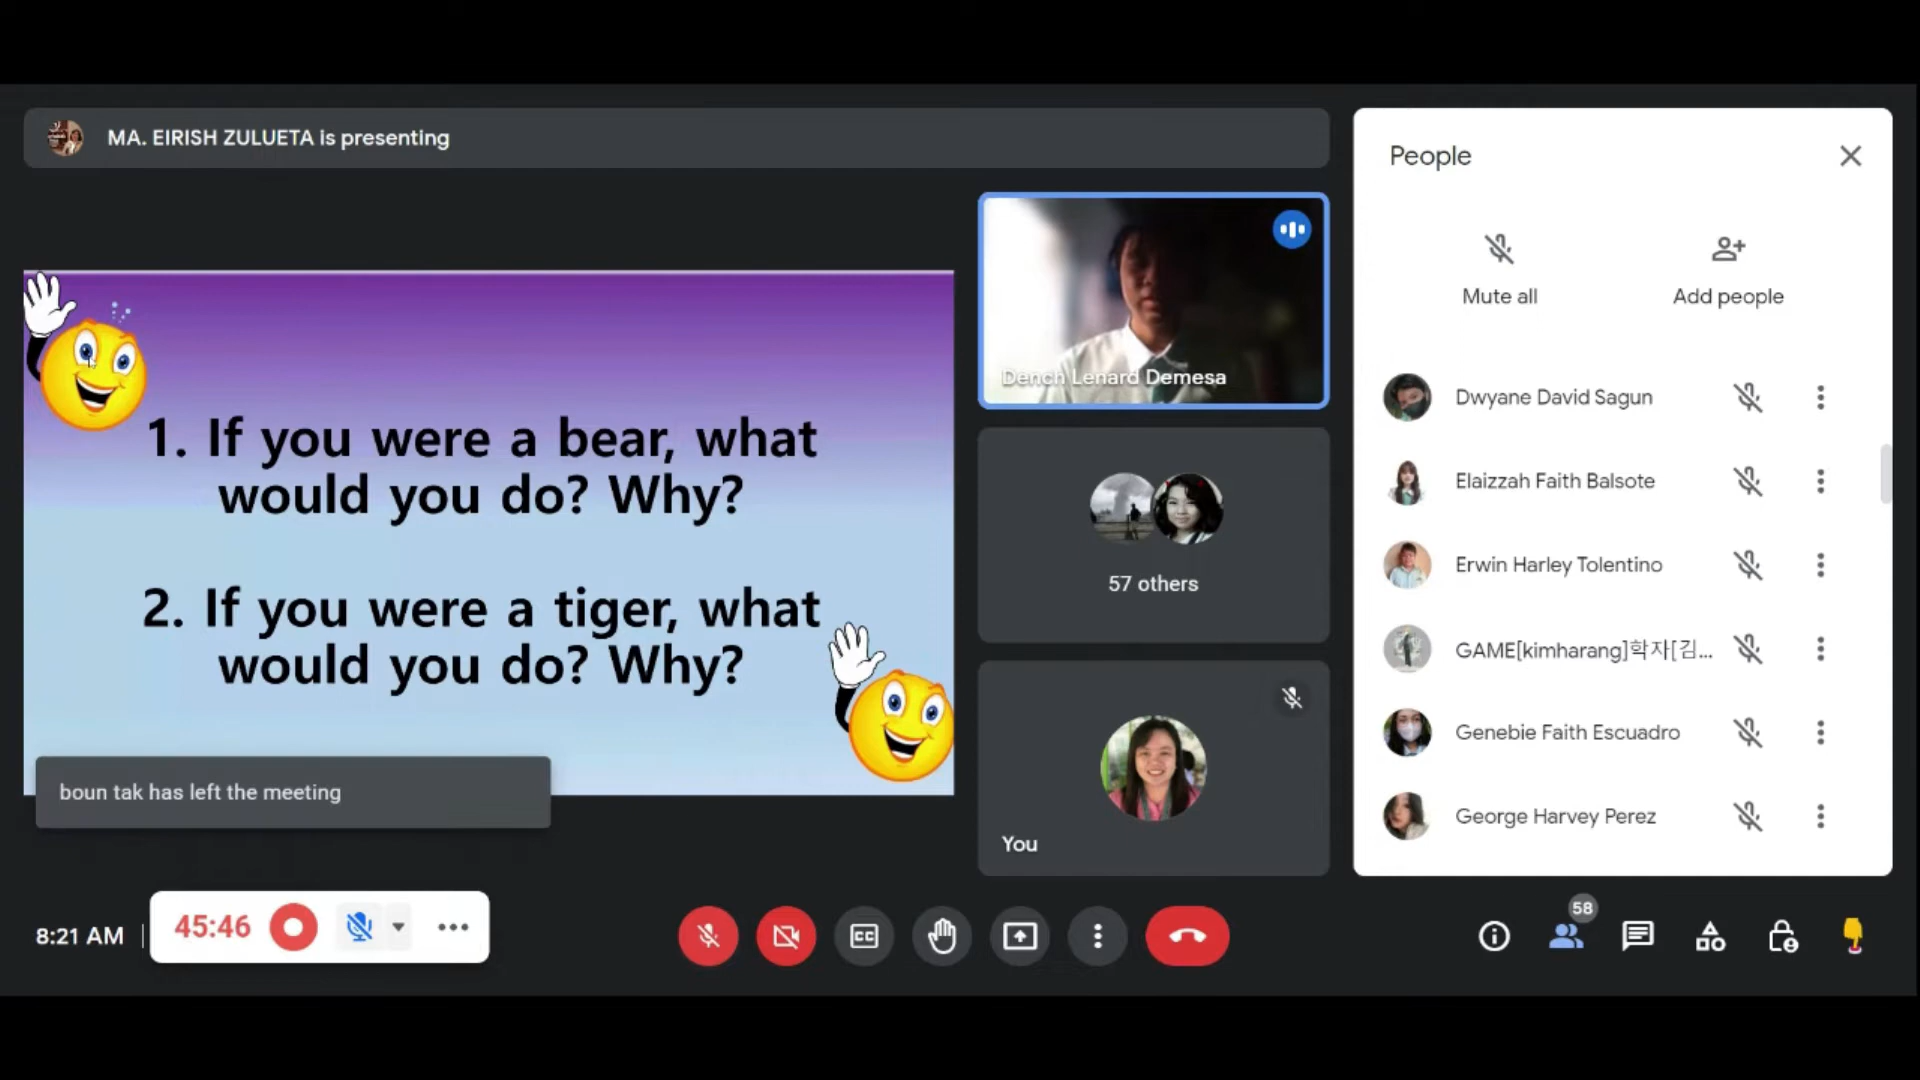 MA. EIRISH ZULUETA is presenting
People
Mute all
Add people
Dench Lenard Demesa
1. If you were a bear, what
would you do? Why?
2. If you were a tiger, what
would you do? Why?
57 others
You
boun tak has left the meeting
Dwyane David Sagun
Elaizzah Faith Balsote
Erwin Harley Tolentino
GAME[kimharang]학자[김...
Genebie Faith Escuadro
George Harvey Perez
8:21 AM
45:46
CC
58